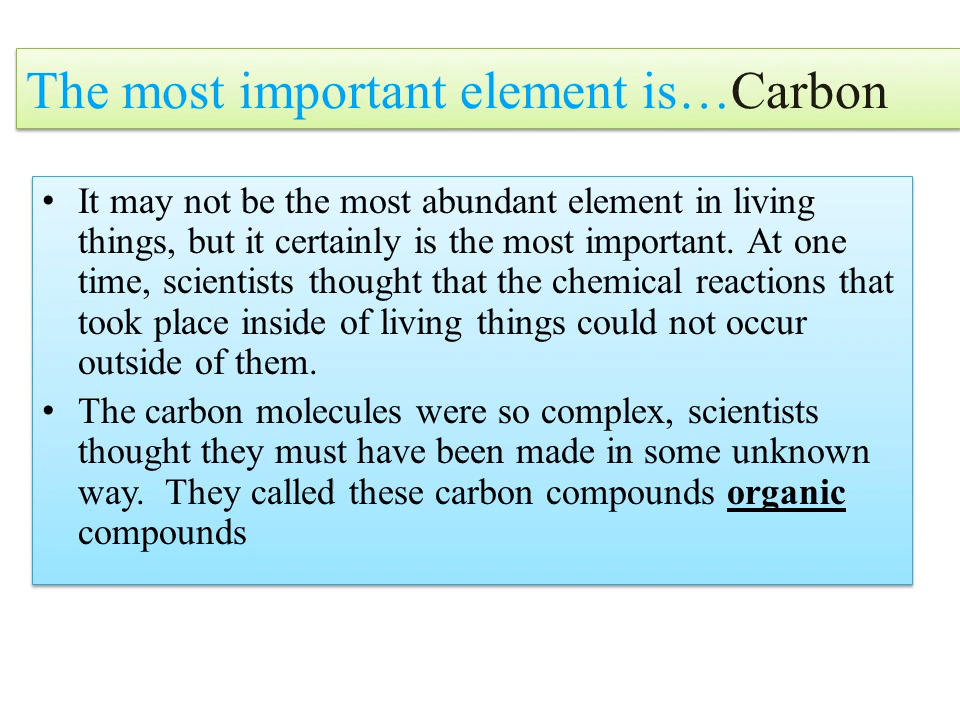 The most important element is…Carbon
• It may not be the most abundant element in living
things, but it certainly is the most important. At one
time, scientists thought that the chemical reactions that
took place inside of living things could not occur
outside of them.
• The carbon molecules were so complex, scientists
thought they must have been made in some unknown
way. They called these carbon compounds organic
compounds